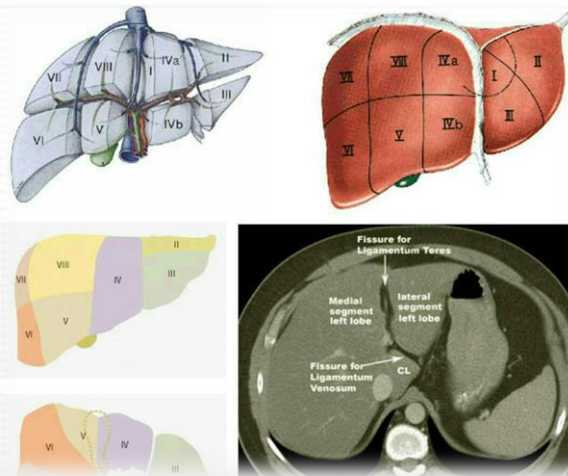 VII
VIII
I
IVa
II
III
VI
V
IVb
VII
VIII
IV.a
I
II
VI
V
IV.b
III
VII
VIII
IV
II
III
VI
V
VI
V
IV
III
Fissure for
Ligamentum Teres
Medial
segment
left lobe
lateral
segment
left lobe
Fissure for
Ligamentum
Venosum
CL